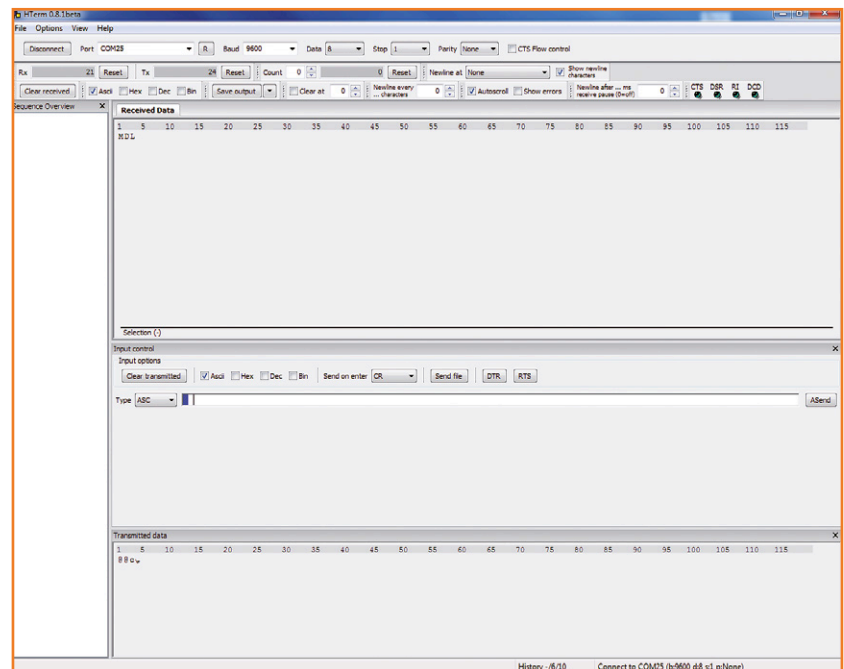 HTerm 0.8.1beta
File Options View Help
Disconnect Port COM25 R Baud 9600 Data 8 Stop 1 Parity None CTS Flow control
Rx 21 Reset Tx 24 Reset Count 0 0 Reset Newline at None Show newline characters
Clear received Ascii Hex Dec Bin Save output Clear at 0 Newline every ... characters 0 Autoscroll Show errors Newline after ... ms receive pause (0=off) 0 CTS DSR RI DCD
Sequence Overview X Received Data
1 5 10 15 20 25 30 35 40 45 50 55 60 65 70 75 80 85 90 95 100 105 110 115
MDL
Selection (-)
Input control X
Input options
Clear transmitted Ascii Hex Dec Bin Send on enter CR Send file DTR RTS
Type ASC ASend
Transmitted data X
1 5 10 15 20 25 30 35 40 45 50 55 60 65 70 75 80 85 90 95 100 105 110 115
History -/6/10 Connect to COM25 (b:9600 d:8 s:1 p:None)